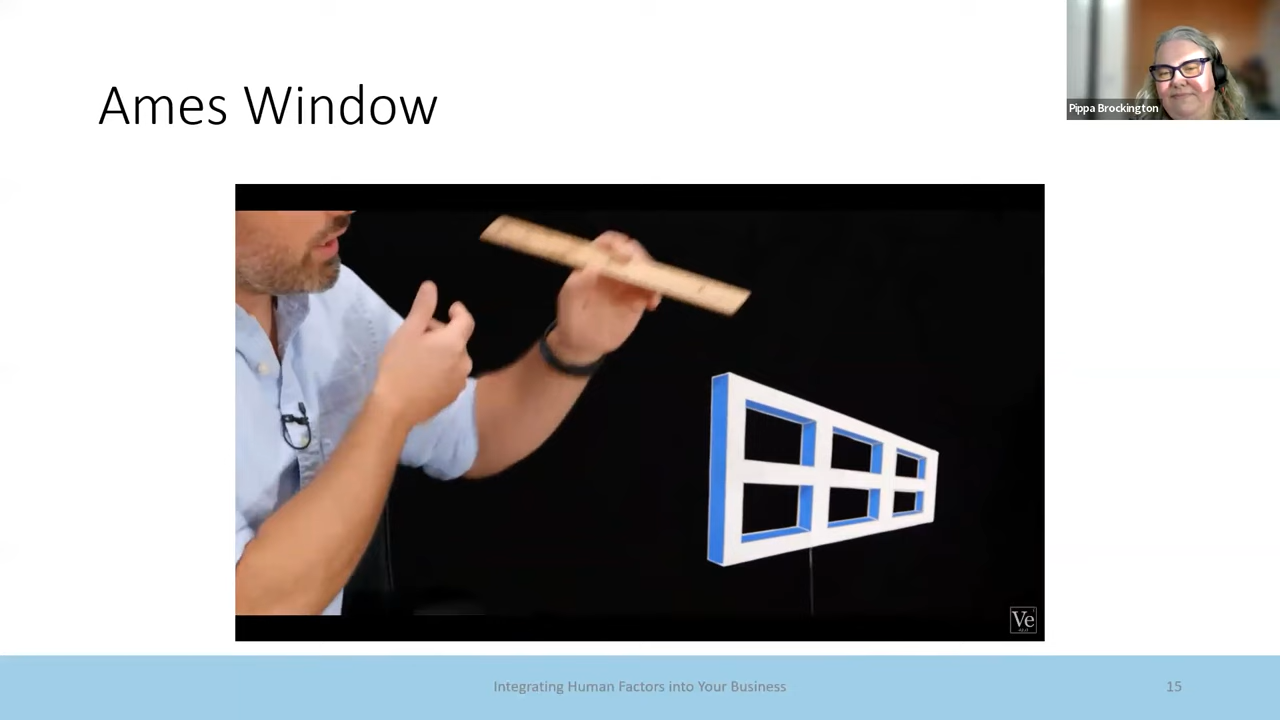 Ames Window
Pippa Brockington
Ve
Integrating Human Factors into Your Business
15